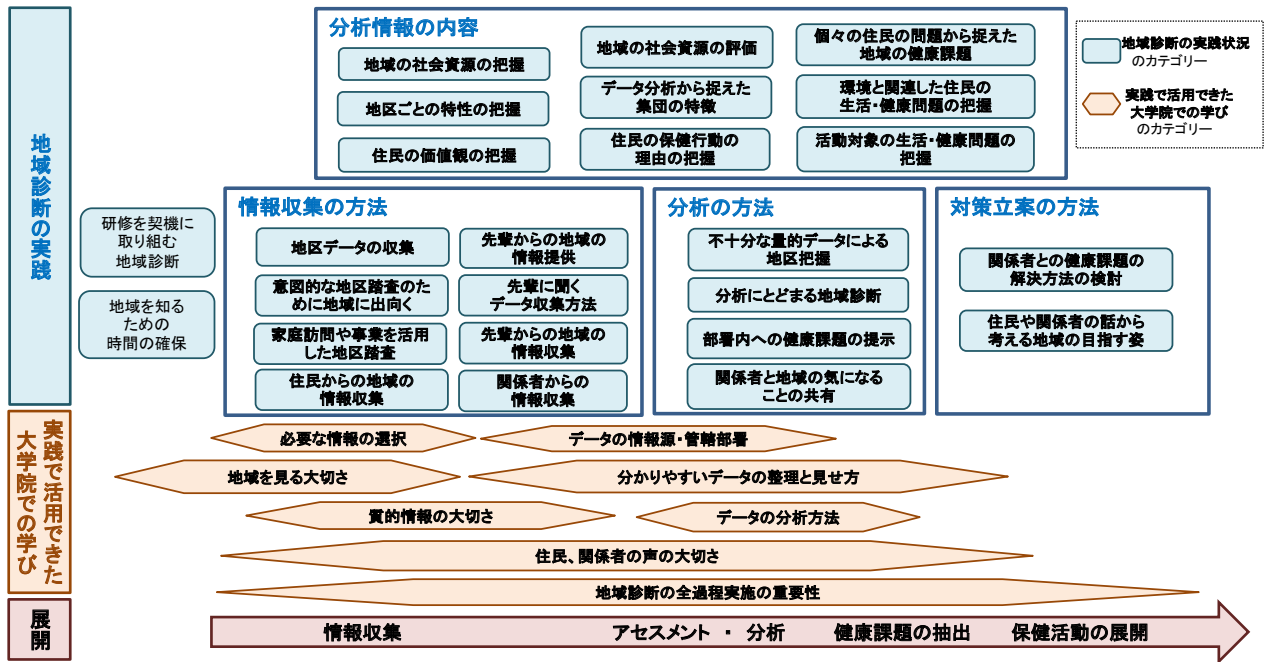 分析情報の内容
地域の社会資源の把握
地区ごとの特性の把握
住民の価値観の把握
地域の社会資源の評価
データ分析から捉えた
集団の特徴
住民の保健行動の
理由の把握
個々の住民の問題から捉えた
地域の健康課題
環境と関連した住民の
生活・健康問題の把握
活動対象の生活・健康問題の
把握
地域診断の実践状況
のカテゴリー
実践で活用できた
大学院での学び
のカテゴリー
地域診断の実践
研修を契機に
取り組む
地域診断
地域を知る
ための
時間の確保
情報収集の方法
地区データの収集
意図的な地区踏査のた
めに地域に出向く
家庭訪問や事業を活用
した地区踏査
住民からの地域の
情報収集
先輩からの地域の
情報提供
先輩に聞く
データ収集方法
先輩からの地域の
情報収集
関係者からの
情報収集
分析の方法
不十分な量的データによる
地区把握
分析にとどまる地域診断
部署内への健康課題の提示
関係者と地域の気になる
ことの共有
対策立案の方法
関係者との健康課題の
解決方法の検討
住民や関係者の話から
考える地域の目指す姿
実践で活用できた
大学院での学び
必要な情報の選択
データの情報源・管轄部署
地域を見る大切さ
分かりやすいデータの整理と見せ方
質的情報の大切さ
データの分析方法
住民、関係者の声の大切さ
地域診断の全過程実施の重要性
展開
情報収集
アセスメント ・ 分析
健康課題の抽出
保健活動の展開